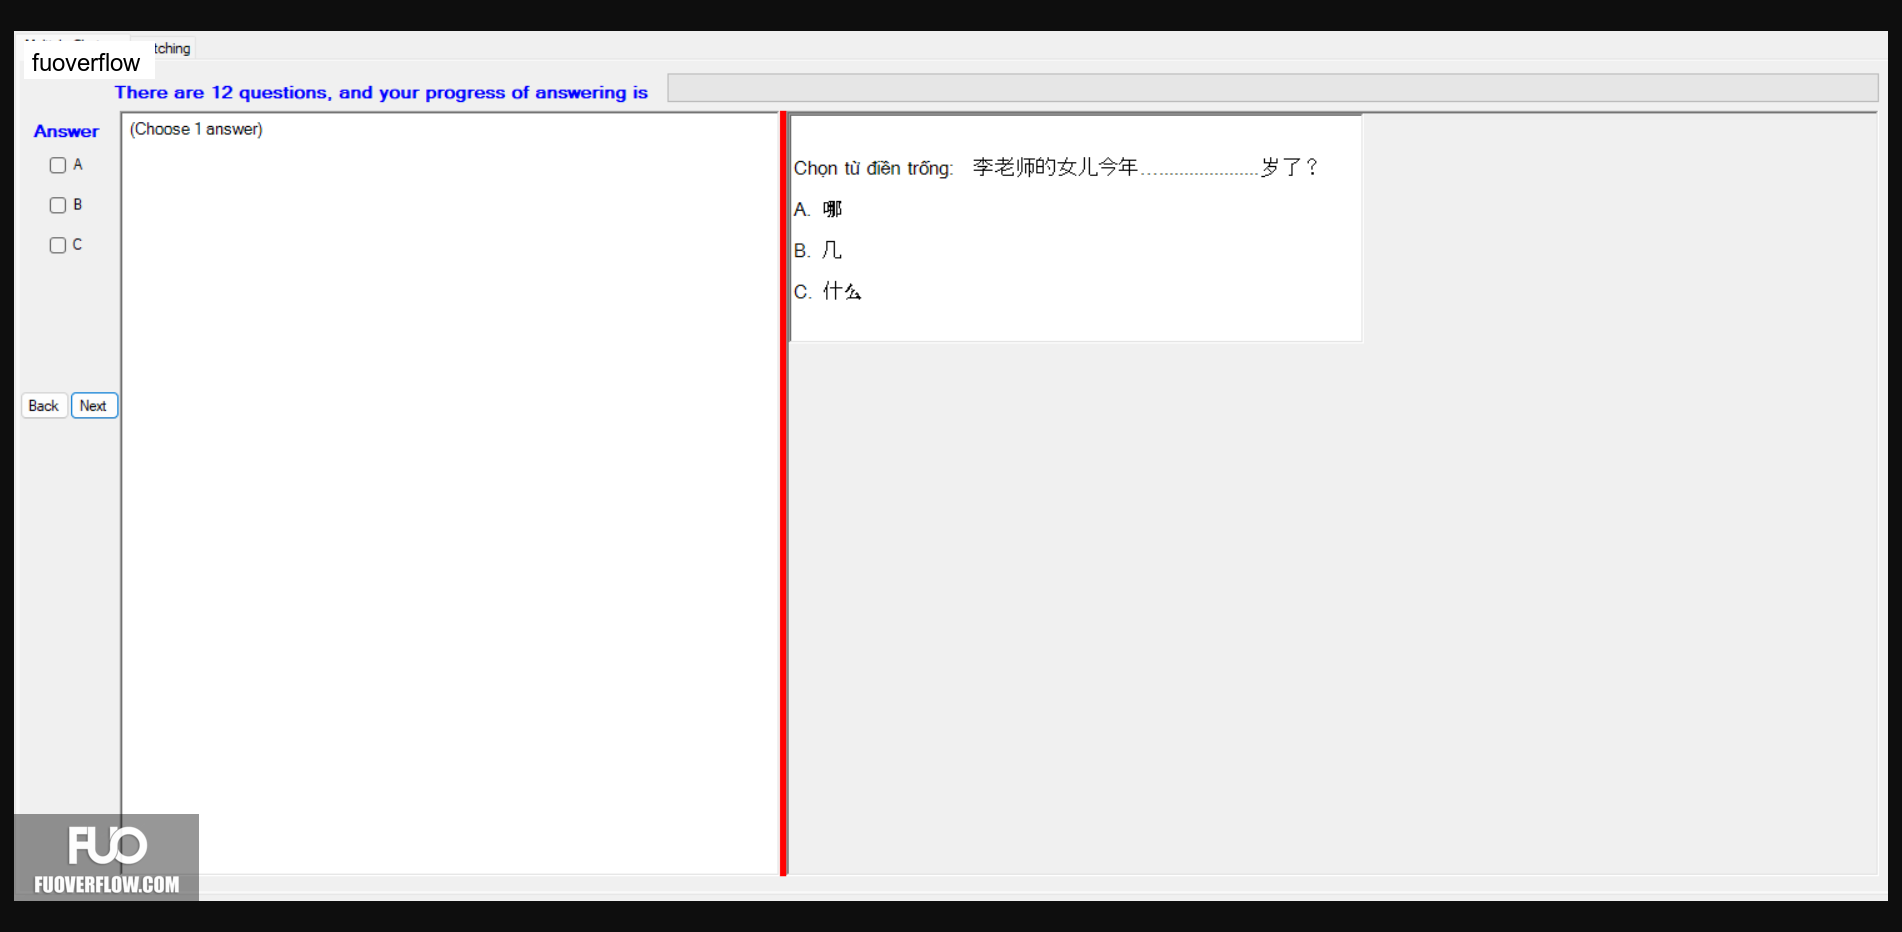 tching
fuoverflow
There are 12 questions, and your progress of answering is
Answer
A
B
C
Back
Next
(Choose 1 answer)
Chọn từ điền trống: 李老师的女儿今年.......................岁了？
A. 哪
B. 几
C. 什么
FUO
FUOVERFLOW.COM